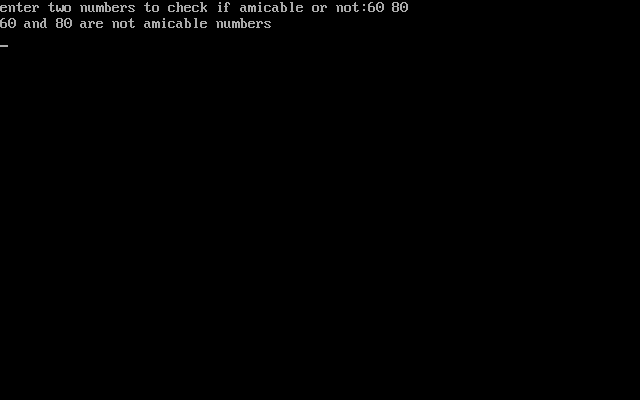 enter two numbers to check if amicable or not:60 80
60 and 80 are not amicable numbers